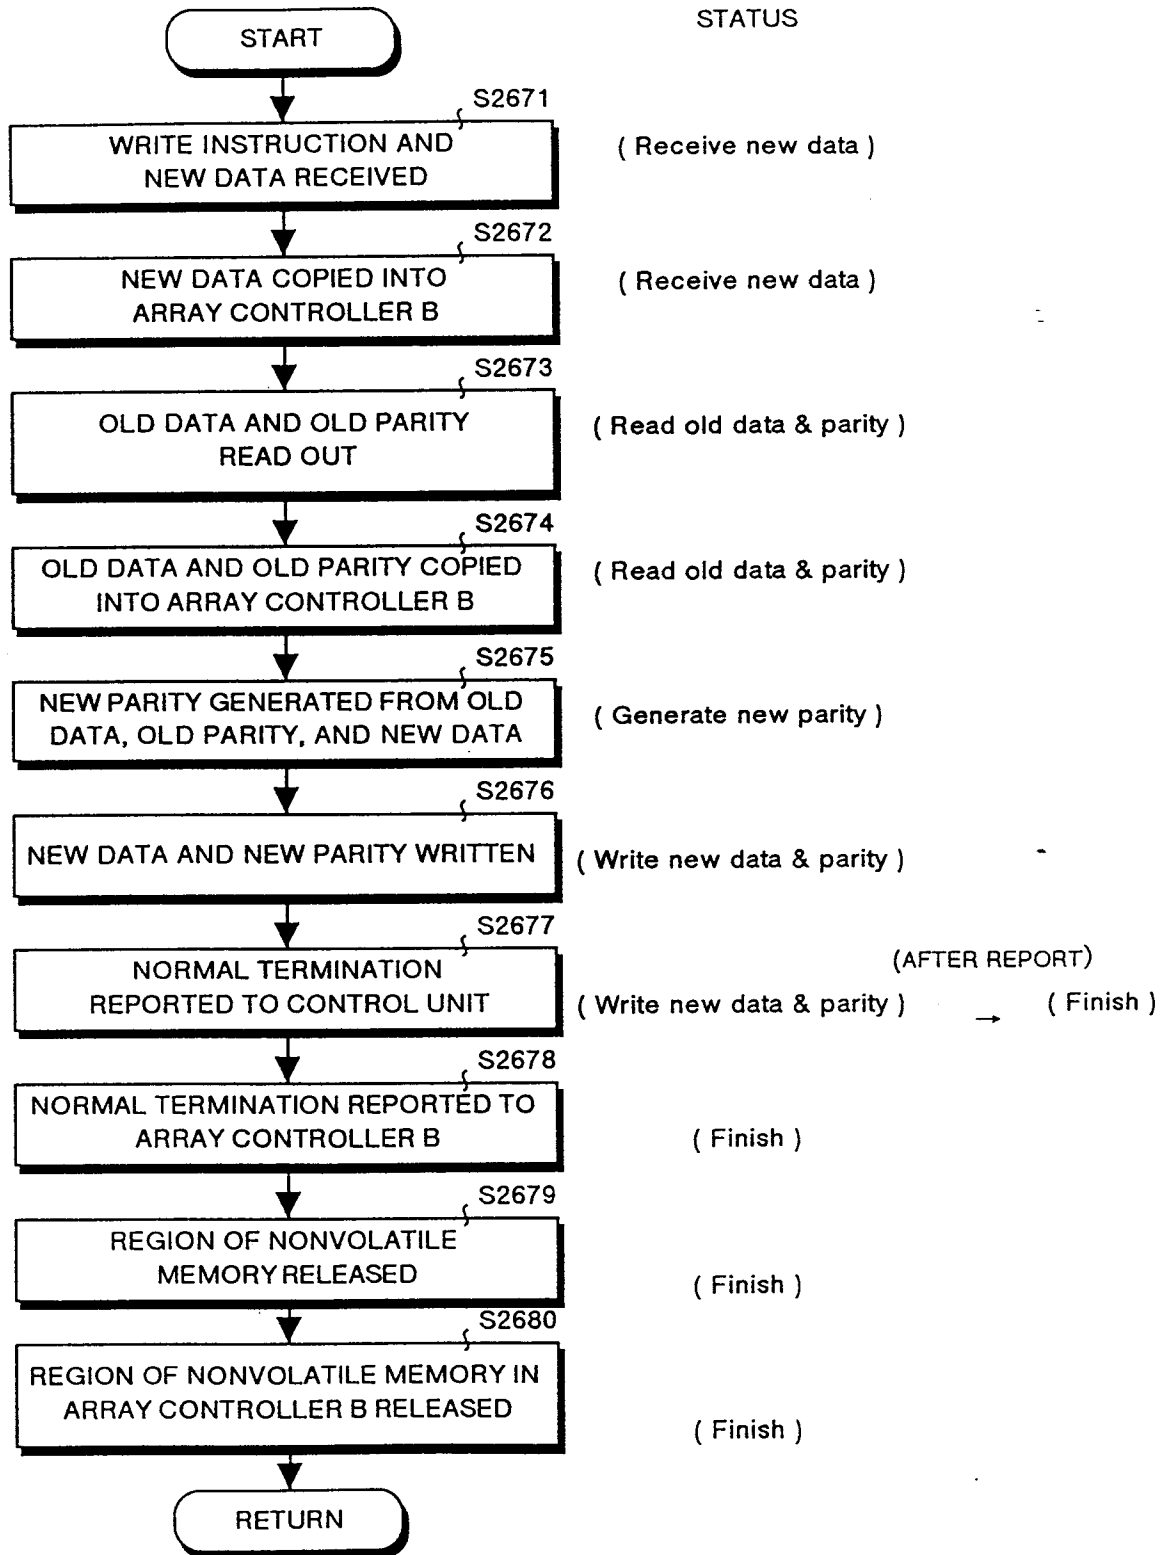 STATUS
START
S2671
WRITE INSTRUCTION AND
NEW DATA RECEIVED
( Receive new data )
S2672
NEW DATA COPIED INTO
ARRAY CONTROLLER B
( Receive new data )
S2673
OLD DATA AND OLD PARITY
READ OUT
( Read old data & parity )
S2674
OLD DATA AND OLD PARITY COPIED
INTO ARRAY CONTROLLER B
( Read old data & parity )
S2675
NEW PARITY GENERATED FROM OLD
DATA, OLD PARITY, AND NEW DATA
( Generate new parity )
S2676
NEW DATA AND NEW PARITY WRITTEN
( Write new data & parity )
S2677
NORMAL TERMINATION
REPORTED TO CONTROL UNIT
(AFTER REPORT)
( Write new data & parity ) → ( Finish )
S2678
NORMAL TERMINATION REPORTED TO
ARRAY CONTROLLER B
( Finish )
S2679
REGION OF NONVOLATILE
MEMORY RELEASED
( Finish )
S2680
REGION OF NONVOLATILE MEMORY IN
ARRAY CONTROLLER B RELEASED
( Finish )
RETURN